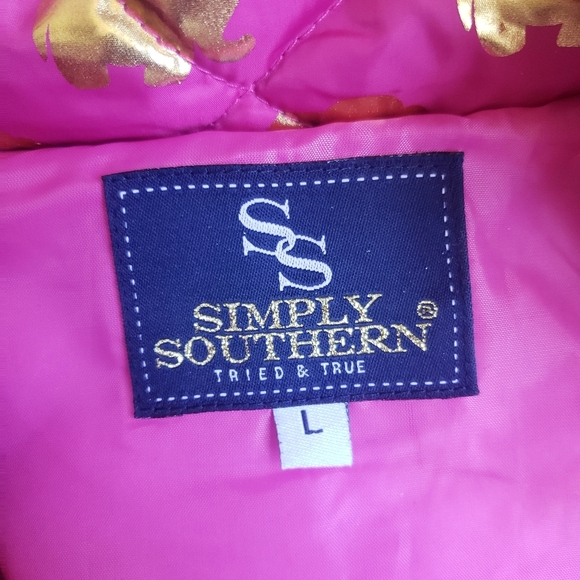 SS
SIMPLY
SOUTHERN®
TRIED & TRUE
L